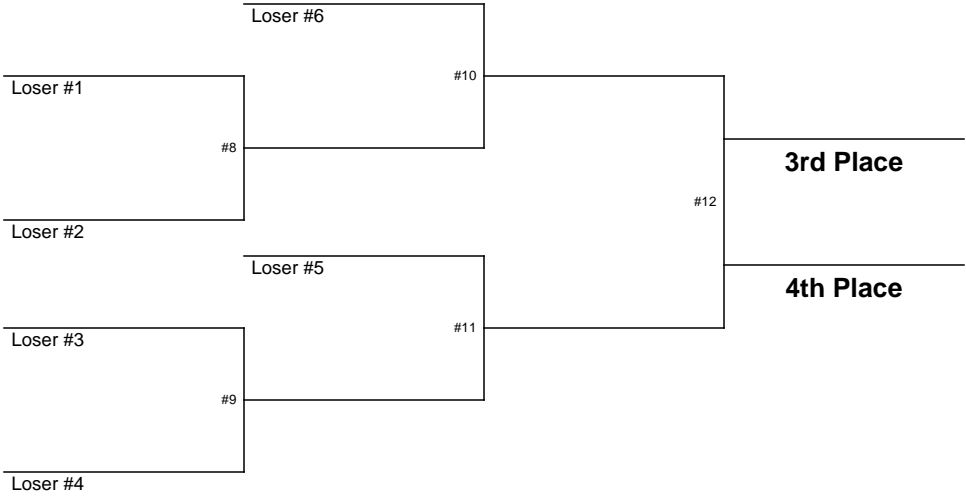 Loser #6
#10
Loser #1
#8
3rd Place
#12
Loser #2
Loser #5
4th Place
#11
Loser #3
#9
Loser #4